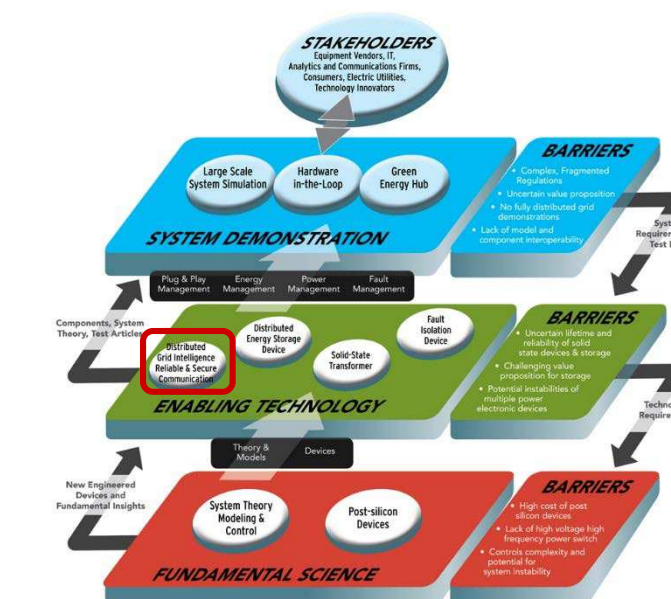 STAKEHOLDERS
Equipment Vendors, IT,
Analytics and Communications Firms,
Consumers, Electric Utilities,
Technology Innovators
Large Scale
System Simulation
Hardware
in-the-Loop
Green
Energy Hub
SYSTEM DEMONSTRATION
BARRIERS
• Complex, Fragmented
Regulations
• Uncertain value proposition
• No fully distributed grid
demonstrations
• Lack of model and
component interoperability
Plug & Play
Management
Energy
Management
Power
Management
Fault
Management
Components, System
Theory, Test Articles
Distributed
Grid Intelligence
Reliable & Secure
Communication
Distributed
Energy Storage
Device
Solid-State
Transformer
Fault
Isolation
Device
ENABLING TECHNOLOGY
BARRIERS
• Uncertain lifetime and
reliability of solid
state devices & storage
• Challenging value
proposition for storage
• Potential instabilities of
multiple power
electronic devices
Theory &
Models
Devices
New Engineered
Devices and
Fundamental Insights
System Theory
Modeling &
Control
Post-silicon
Devices
FUNDAMENTAL SCIENCE
BARRIERS
• High cost of post
silicon devices
• Lack of high voltage high
frequency power switch
• Controls complexity and
potential for
system instability
Test